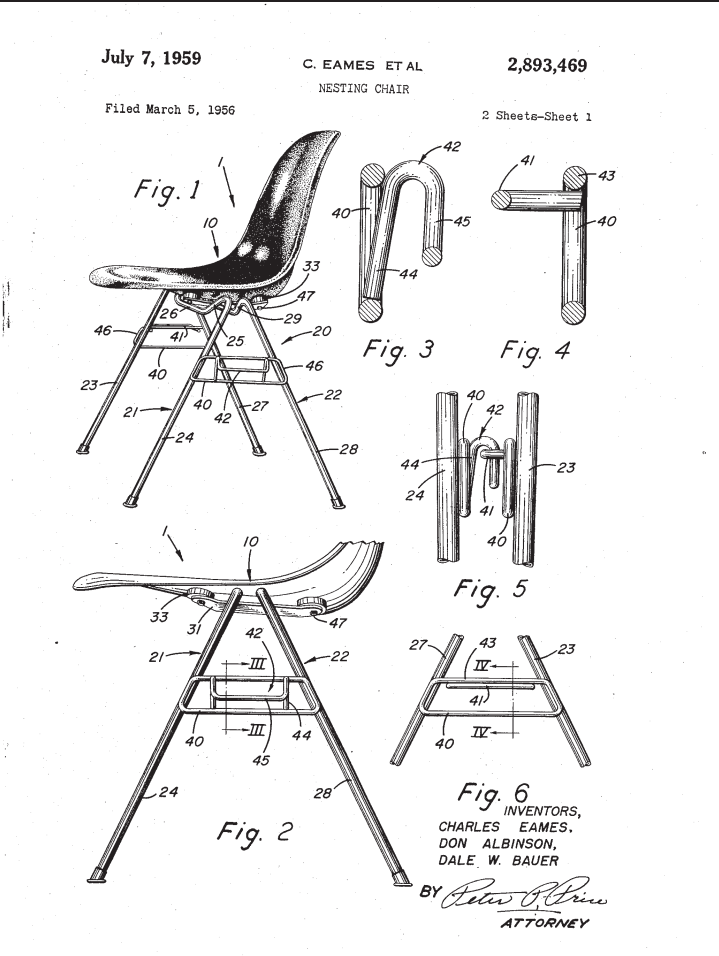 July 7, 1959
C. EAMES ET AL
2,893,469
NESTING CHAIR
Filed March 5, 1956
2 Sheets-Sheet 1
Fig. 1
1
10
33
47
26
25
29
20
46
41
40
23
21
24
40
42
27
46
22
28
42
40
45
44
Fig. 3
41
43
40
Fig. 4
40
42
44
24
41
23
40
Fig. 5
1
10
33
31
47
42
21
III
22
40
III
45
44
24
28
Fig. 2
27
43
23
IV
41
40
IV
Fig. 6
INVENTORS,
CHARLES EAMES,
DON ALBINSON,
DALE W. BAUER
BY Peter P. Price
ATTORNEY